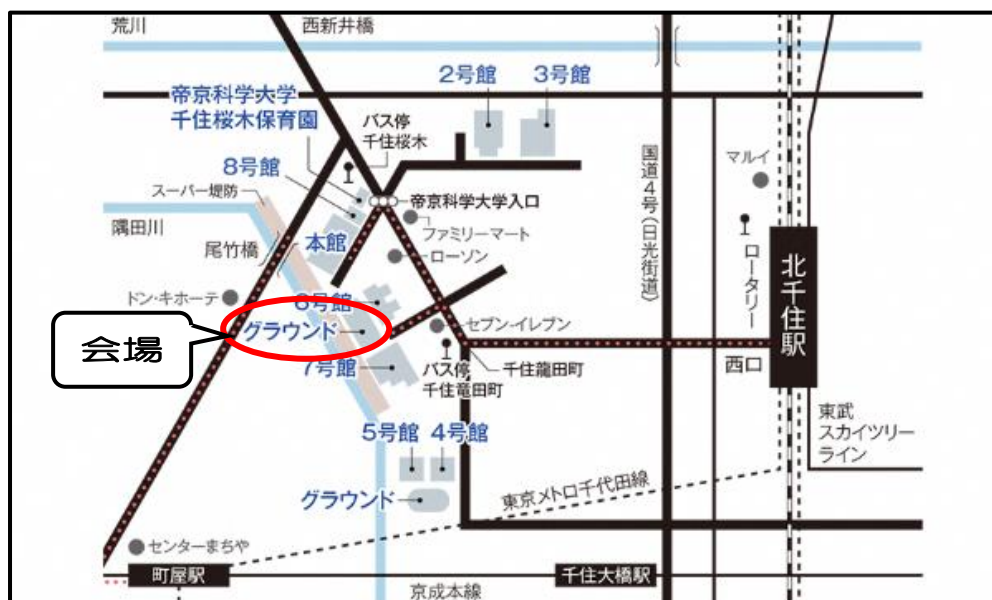 荒川
西新井橋
2号館
3号館
帝京科学大学
千住桜木保育園
バス停
千住桜木
8号館
国道4号(日光街道)
マルイ
スーパー堤防
帝京科学大学入口
隅田川
尾竹橋
本館
ファミリーマート
ローソン
ロータリー
北千住駅
ドン・キホーテ
6号館
会場
グラウンド
セブン-イレブン
7号館
バス停
千住竜田町
千住龍田町
西口
東武
スカイツリー
ライン
5号館
4号館
グラウンド
東京メトロ千代田線
センターまちや
町屋駅
千住大橋駅
京成本線